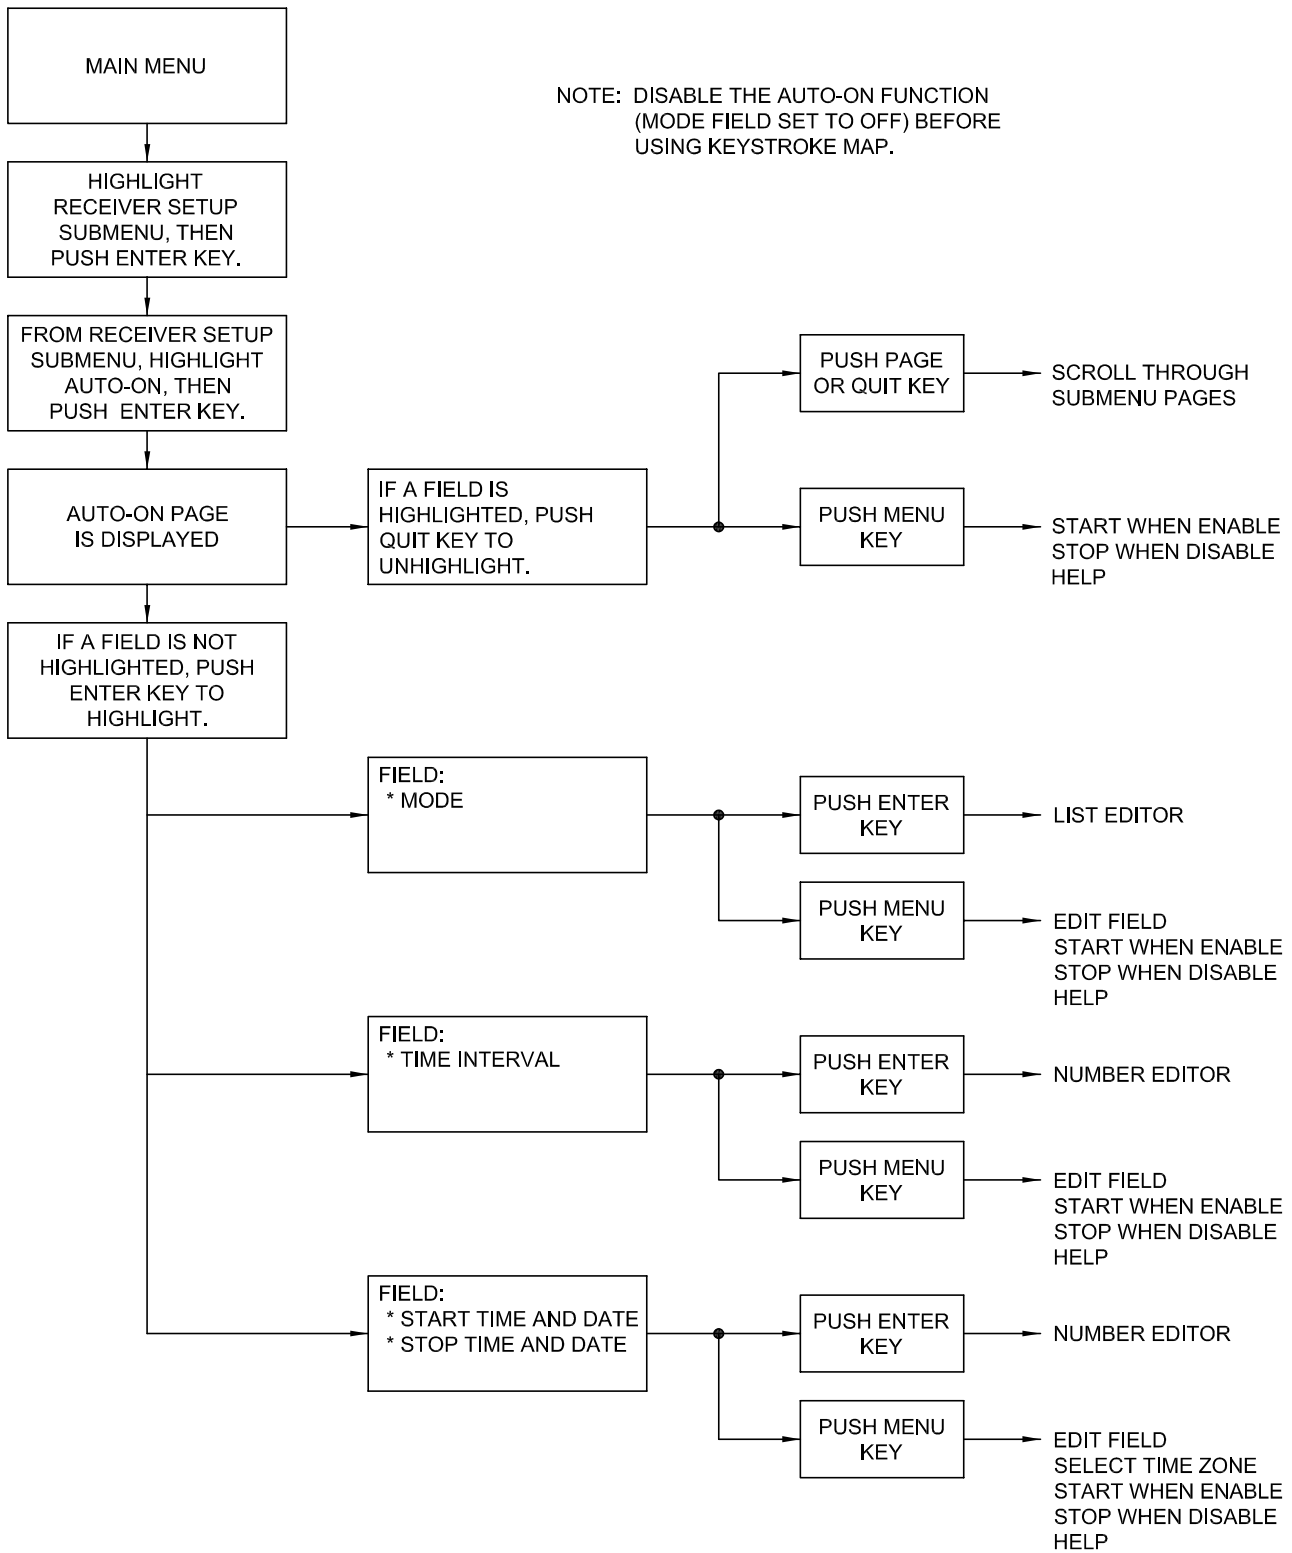 MAIN MENU
NOTE: DISABLE THE AUTO-ON FUNCTION
(MODE FIELD SET TO OFF) BEFORE
USING KEYSTROKE MAP.
HIGHLIGHT
RECEIVER SETUP
SUBMENU, THEN
PUSH ENTER KEY.
FROM RECEIVER SETUP
SUBMENU, HIGHLIGHT
AUTO-ON, THEN
PUSH ENTER KEY.
PUSH PAGE
OR QUIT KEY
SCROLL THROUGH
SUBMENU PAGES
AUTO-ON PAGE
IS DISPLAYED
IF A FIELD IS
HIGHLIGHTED, PUSH
QUIT KEY TO
UNHIGHLIGHT.
PUSH MENU
KEY
START WHEN ENABLE
STOP WHEN DISABLE
HELP
IF A FIELD IS NOT
HIGHLIGHTED, PUSH
ENTER KEY TO
HIGHLIGHT.
FIELD:
* MODE
PUSH ENTER
KEY
LIST EDITOR
PUSH MENU
KEY
EDIT FIELD
START WHEN ENABLE
STOP WHEN DISABLE
HELP
FIELD:
* TIME INTERVAL
PUSH ENTER
KEY
NUMBER EDITOR
PUSH MENU
KEY
EDIT FIELD
START WHEN ENABLE
STOP WHEN DISABLE
HELP
FIELD:
* START TIME AND DATE
* STOP TIME AND DATE
PUSH ENTER
KEY
NUMBER EDITOR
PUSH MENU
KEY
EDIT FIELD
SELECT TIME ZONE
START WHEN ENABLE
STOP WHEN DISABLE
HELP